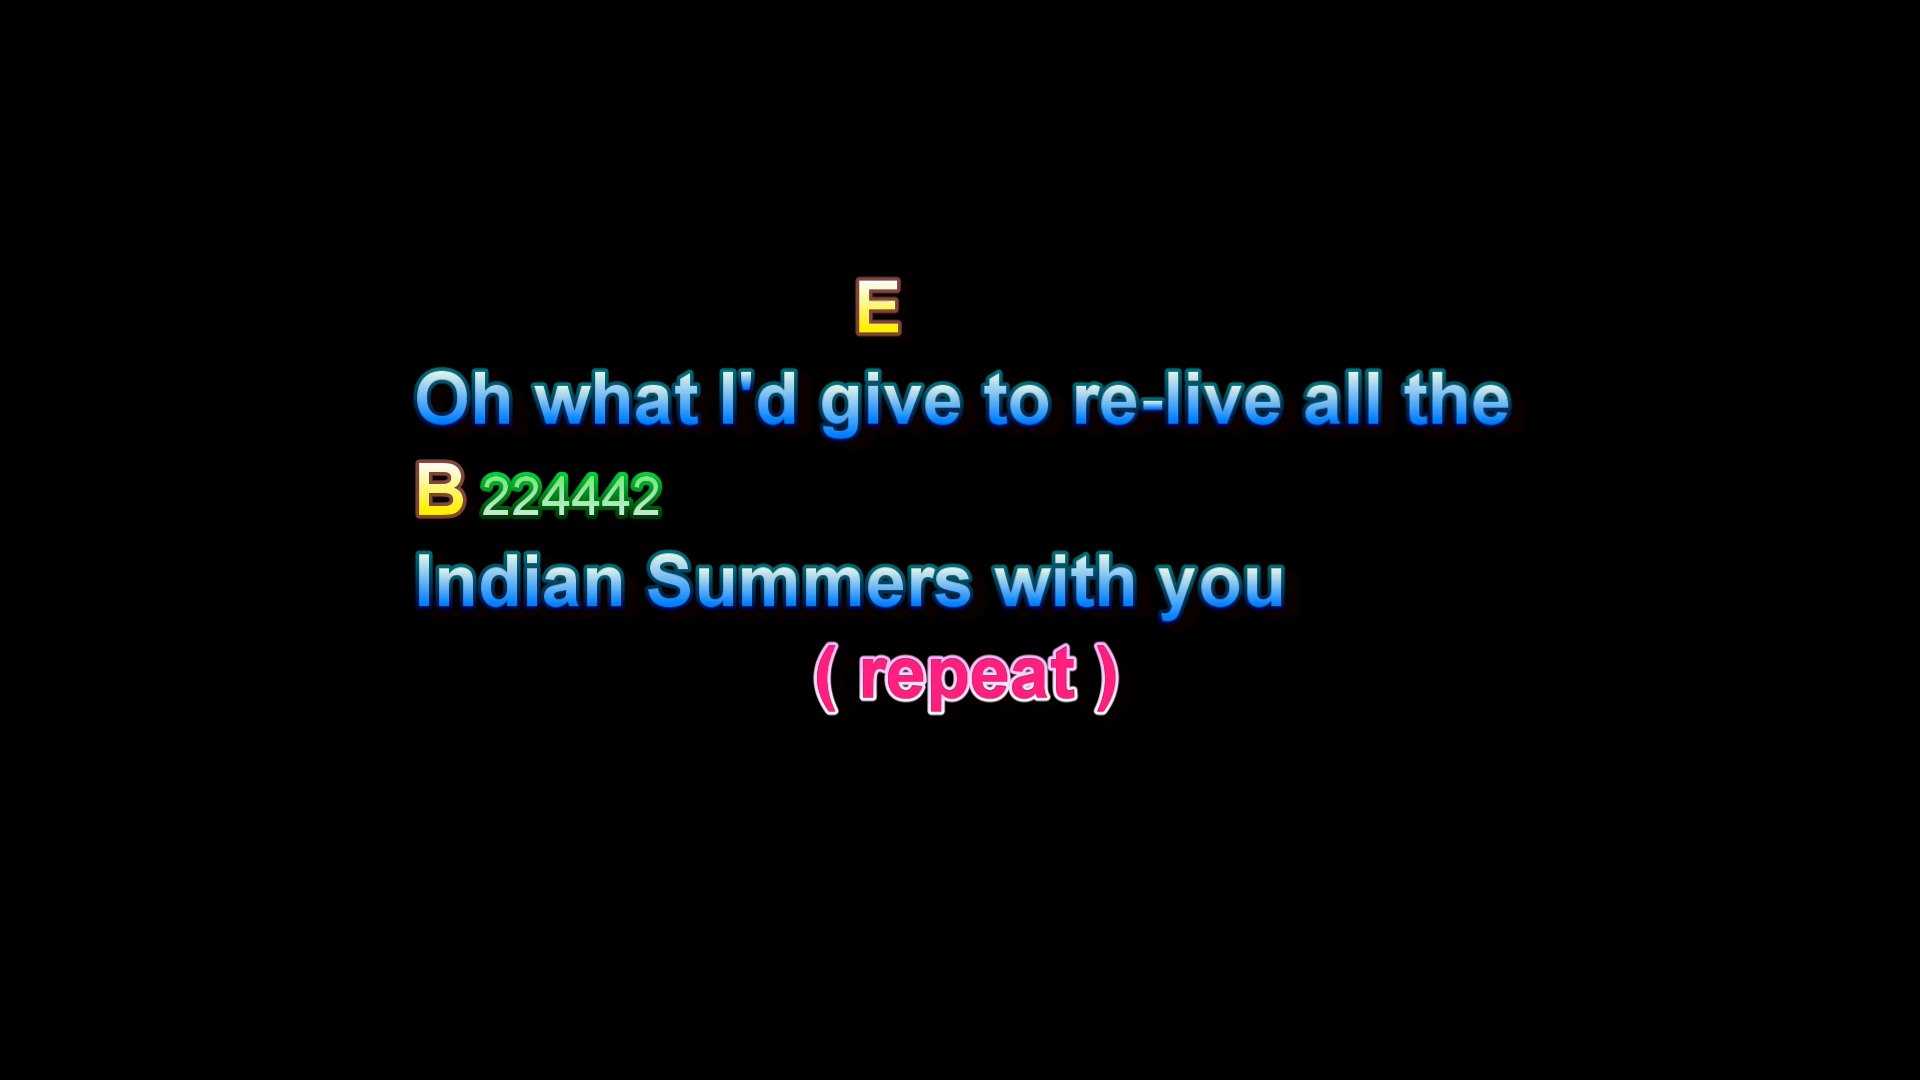 E
Oh what I'd give to re-live all the
B 224442
Indian Summers with you
( repeat )